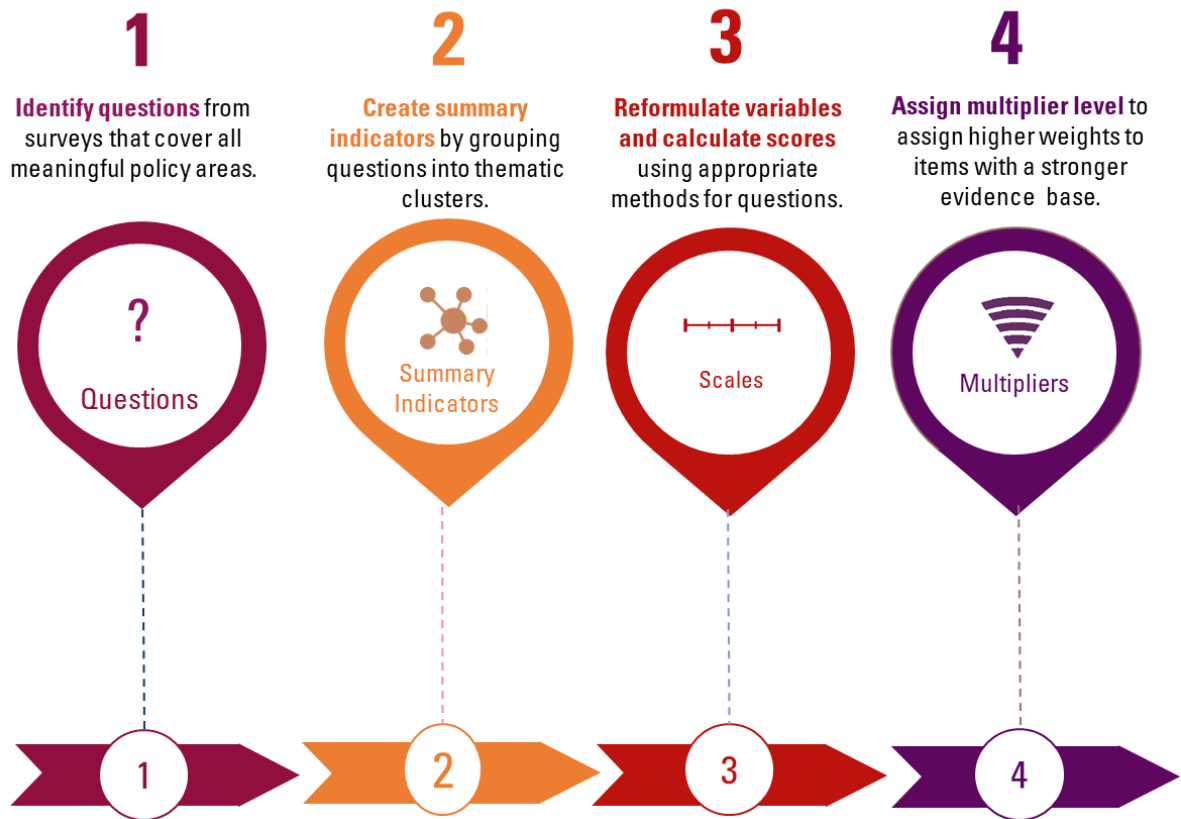 1
Identify questions from
surveys that cover all
meaningful policy areas.
?
Questions
1
2
Create summary
indicators by grouping
questions into thematic
clusters.
Summary
Indicators
2
3
Reformulate variables
and calculate scores
using appropriate
methods for questions.
Scales
3
4
Assign multiplier level to
assign higher weights to
items with a stronger
evidence base.
Multipliers
4